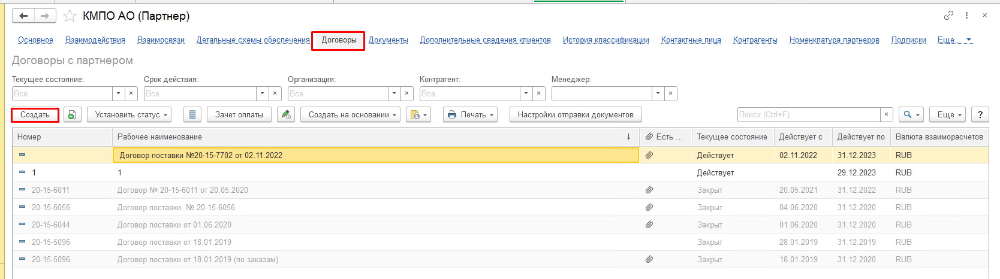 КМПО АО (Партнер)
Основное Взаимодействия Взаимосвязи Детальные схемы обеспечения Договоры Документы Дополнительные сведения клиентов История классификации Контактные лица Контрагенты Номенклатура партнеров Подписки Еще...
Договоры с партнером
Текущее состояние: Срок действия: Организация: Контрагент: Менеджер:
Все Все Все Все
Создать Установить статус Зачет оплаты Создать на основании Печать Настройки отправки документов Поиск (Ctrl+F) × Еще ?
Номер Рабочее наименование ↓ Есть ... Текущее состояние Действует с Действует по Валюта взаиморасчетов
Договор поставки №20-15-7702 от 02.11.2022 Действует 02.11.2022 31.12.2023 RUB
1 1 Действует 29.12.2023 RUB
20-15-6011 Договор № 20-15-6011 от 20.05.2020 Закрыт 20.05.2021 31.12.2022 RUB
20-15-6056 Договор поставки № 20-15-6056 Закрыт 04.06.2020 31.12.2020 RUB
20-15-6044 Договор поставки от 01.06.2020 Закрыт 01.06.2020 31.12.2020 RUB
20-15-5096 Договор поставки от 18.01.2019 Закрыт 28.01.2019 31.12.2019 RUB
20-15-5096 Договор поставки от 18.01.2019 (по заказам) Закрыт 18.01.2019 31.12.2020 RUB